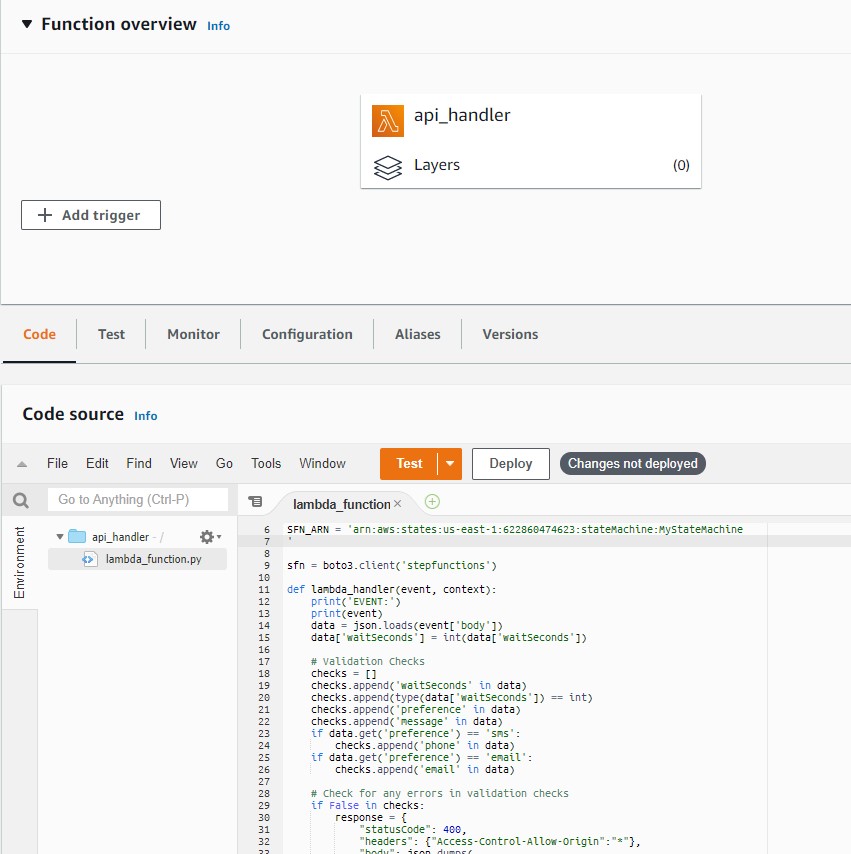 Function overview Info
api_handler
Layers (0)
Add trigger
Code Test Monitor Configuration Aliases Versions
Code source Info
File Edit Find View Go Tools Window Test Deploy Changes not deployed
Go to Anything (Ctrl-P) lambda_function
Environment
api_handler - /
lambda_function.py
6 SFN_ARN = 'arn:aws:states:us-east-1:622860474623:stateMachine:MyStateMachine
7 '
8
9 sfn = boto3.client('stepfunctions')
10
11 def lambda_handler(event, context):
12 print('EVENT:')
13 print(event)
14 data = json.loads(event['body'])
15 data['waitSeconds'] = int(data['waitSeconds'])
16
17 # Validation Checks
18 checks = []
19 checks.append('waitSeconds' in data)
20 checks.append(type(data['waitSeconds']) == int)
21 checks.append('preference' in data)
22 checks.append('message' in data)
23 if data.get('preference') == 'sms':
24 checks.append('phone' in data)
25 if data.get('preference') == 'email':
26 checks.append('email' in data)
27
28 # Check for any errors in validation checks
29 if False in checks:
30 response = {
31 "statusCode": 400,
32 "headers": {"Access-Control-Allow-Origin":"*"},
33 "body": json.dumps(